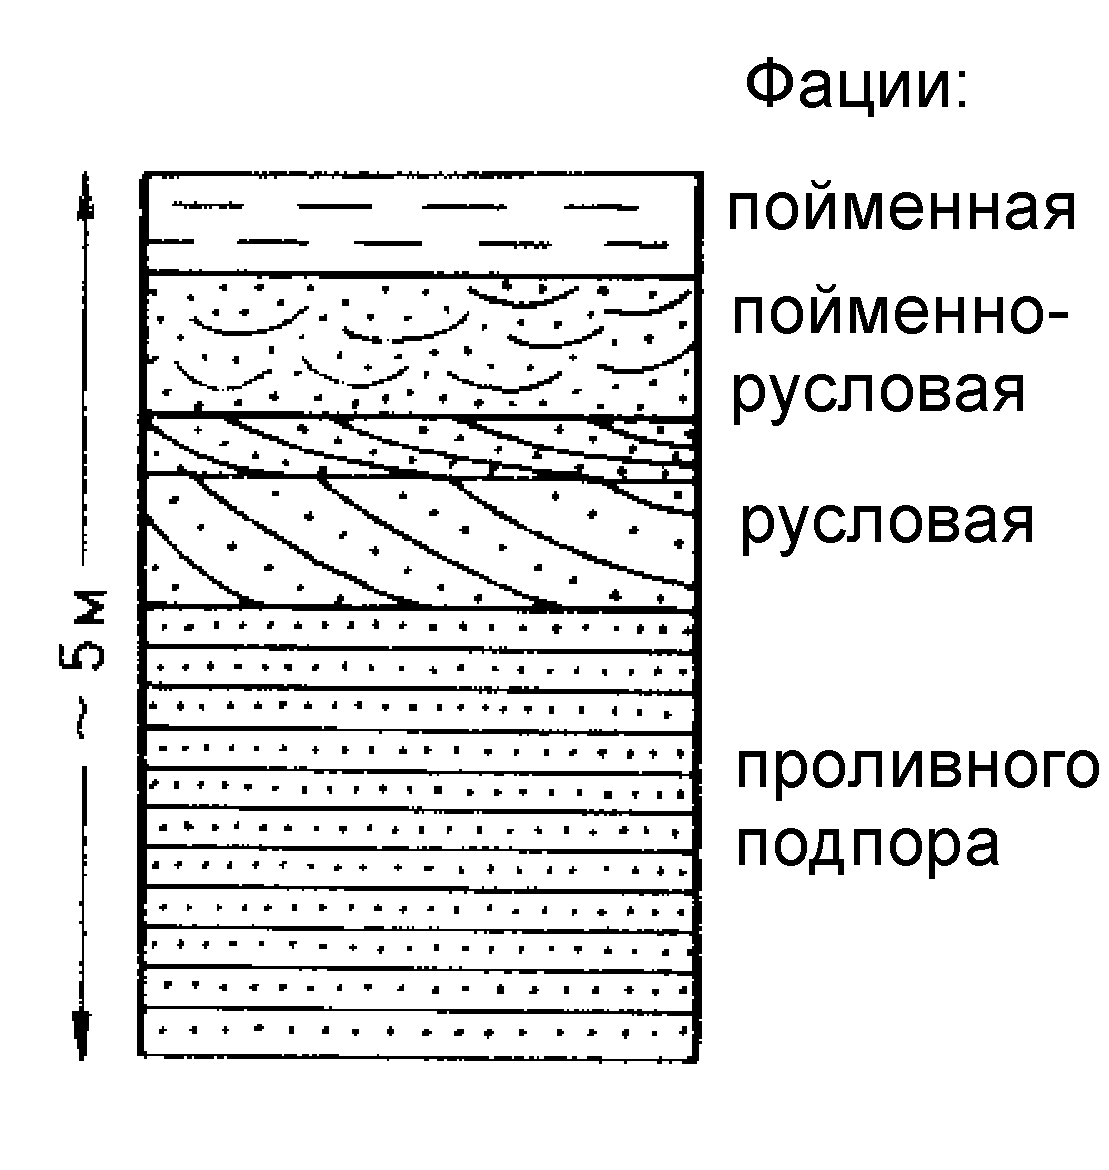 Фации:
пойменная
пойменно-
русловая
русловая
~ 5 м
проливного
подпора